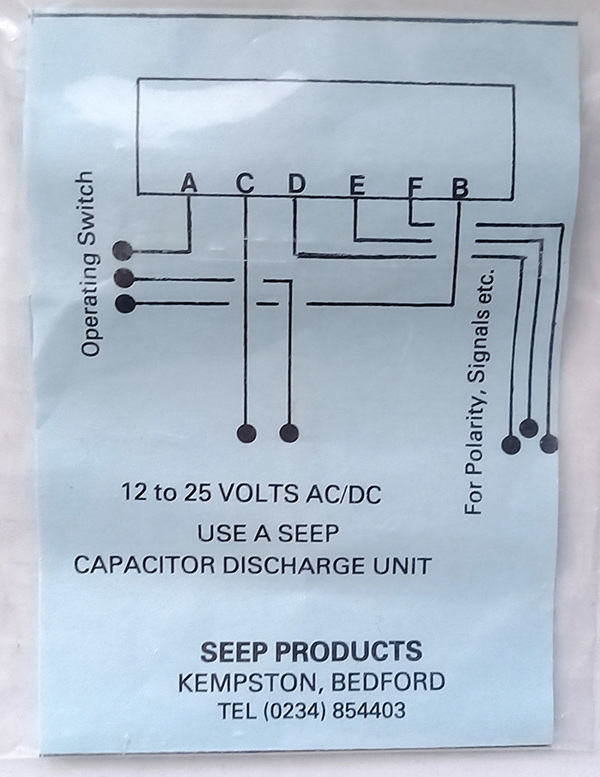 A C D E F B
Operating Switch
For Polarity, Signals etc.
12 to 25 VOLTS AC/DC
USE A SEEP
CAPACITOR DISCHARGE UNIT
SEEP PRODUCTS
KEMPSTON, BEDFORD
TEL (0234) 854403